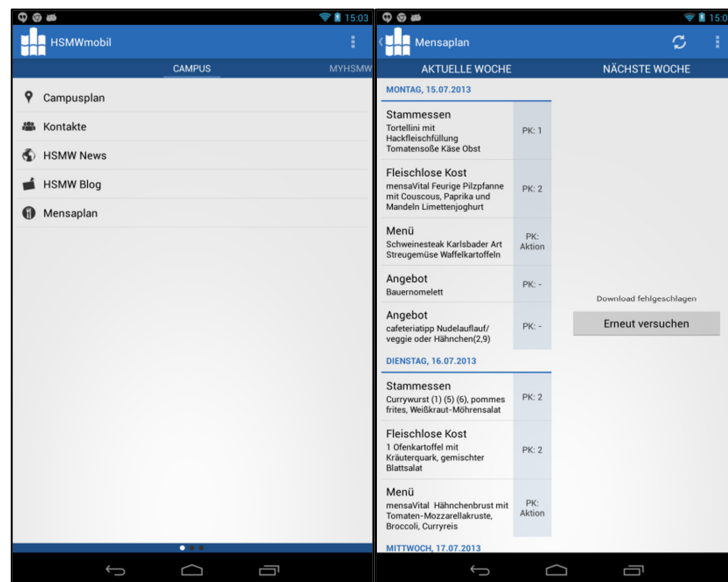 15:03
HSMWmobil
CAMPUS
MYHSMW
Campusplan
Kontakte
HSMW News
HSMW Blog
Mensaplan
15:0
Mensaplan
AKTUELLE WOCHE
NÄCHSTE WOCHE
MONTAG, 15.07.2013
Stammessen
Tortellini mit
Hackfleischfüllung
Tomatensoße Käse Obst
PK: 1
Fleischlose Kost
mensaVital Feurige Pilzpfanne
mit Couscous, Paprika und
Mandeln Limettenjoghurt
PK: 2
Menü
Schweinesteak Karlsbader Art
Streugemüse Waffelkartoffeln
PK:
Aktion
Angebot
Bauernomelett
PK: -
Angebot
cafeteriatipp Nudelauflauf/
veggie oder Hähnchen(2,9)
PK: -
DIENSTAG, 16.07.2013
Stammessen
Currywurst (1) (5) (6), pommes
frites, Weißkraut-Möhrensalat
PK: 2
Fleischlose Kost
1 Ofenkartoffel mit
Kräuterquark, gemischter
Blattsalat
PK: 2
Menü
mensaVital Hähnchenbrust mit
Tomaten-Mozzarellakruste,
Broccoli, Curryreis
PK:
Aktion
MITTWOCH, 17.07.2013
Download fehlgeschlagen
Erneut versuchen